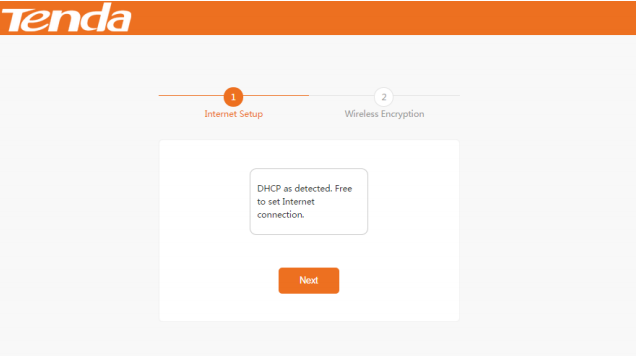 Tenda
1
2
Internet Setup
Wireless Encryption
DHCP as detected. Free
to set Internet
connection.
Next